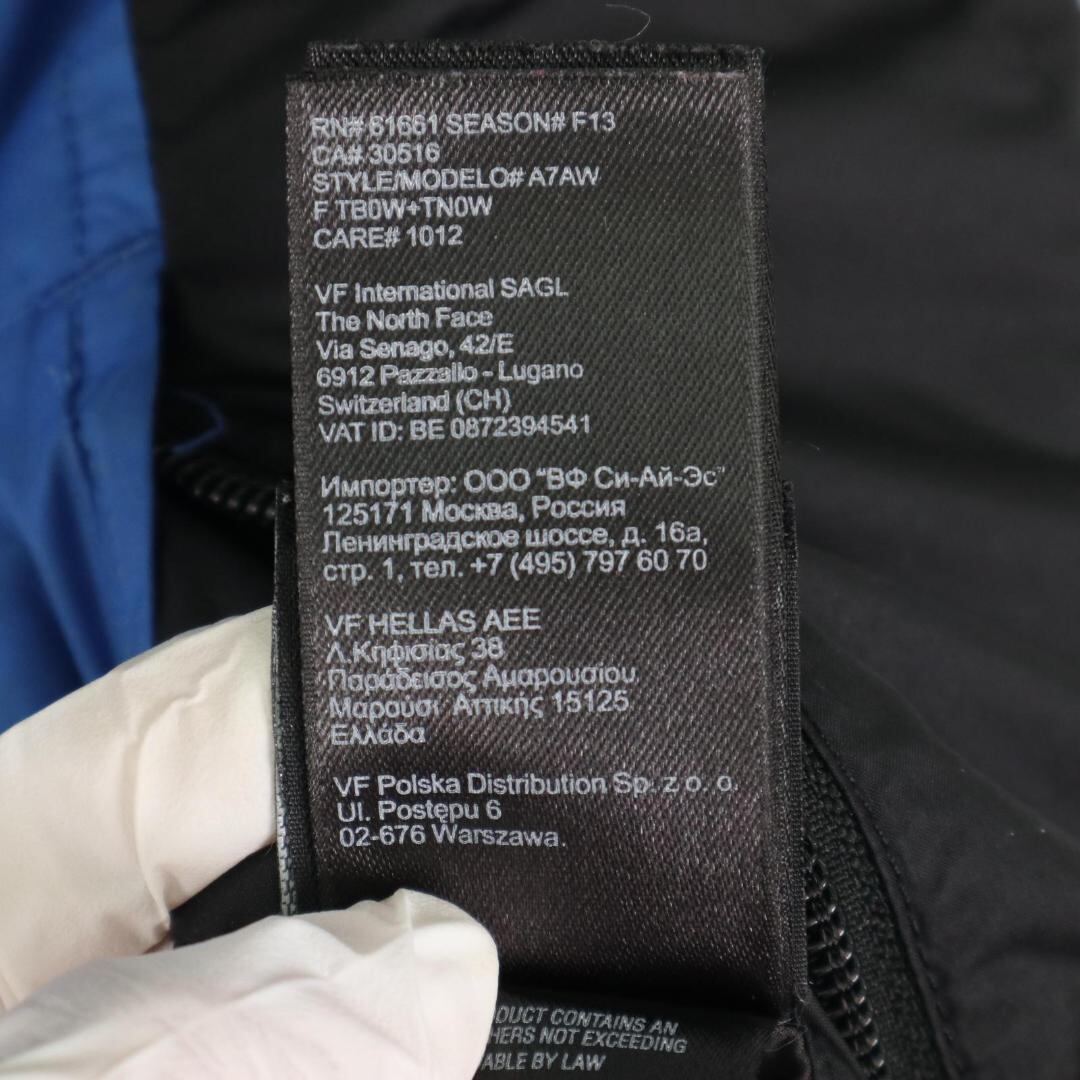 RN# 61661 SEASON# F13
CA# 30516
STYLE/MODELO# A7AW
F TB0W+TN0W
CARE# 1012
VF International SAGL
The North Face
Via Senago, 42/E
6912 Pazzallo - Lugano
Switzerland (CH)
VAT ID: BE 0872394541
Импортер: ООО "ВФ Си-Ай-Эс"
125171 Москва, Россия
Ленинградское шоссе, д. 16а,
стр. 1, тел. +7 (495) 797 60 70
VF HELLAS AEE
Λ.Κηφισίας 38
Παράδεισος Αμαρουσίου
Μαρούσι Αττικής 15125
Ελλάδα
VF Polska Distribution Sp. z o. o.
Ul. Postępu 6
02-676 Warszawa.
CONTAINS AN
NOT EXCEEDING
BY LAW